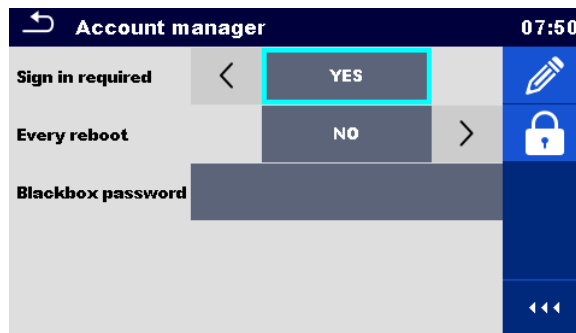 Account manager 07:50
Sign in required YES
Every reboot NO
Blackbox password